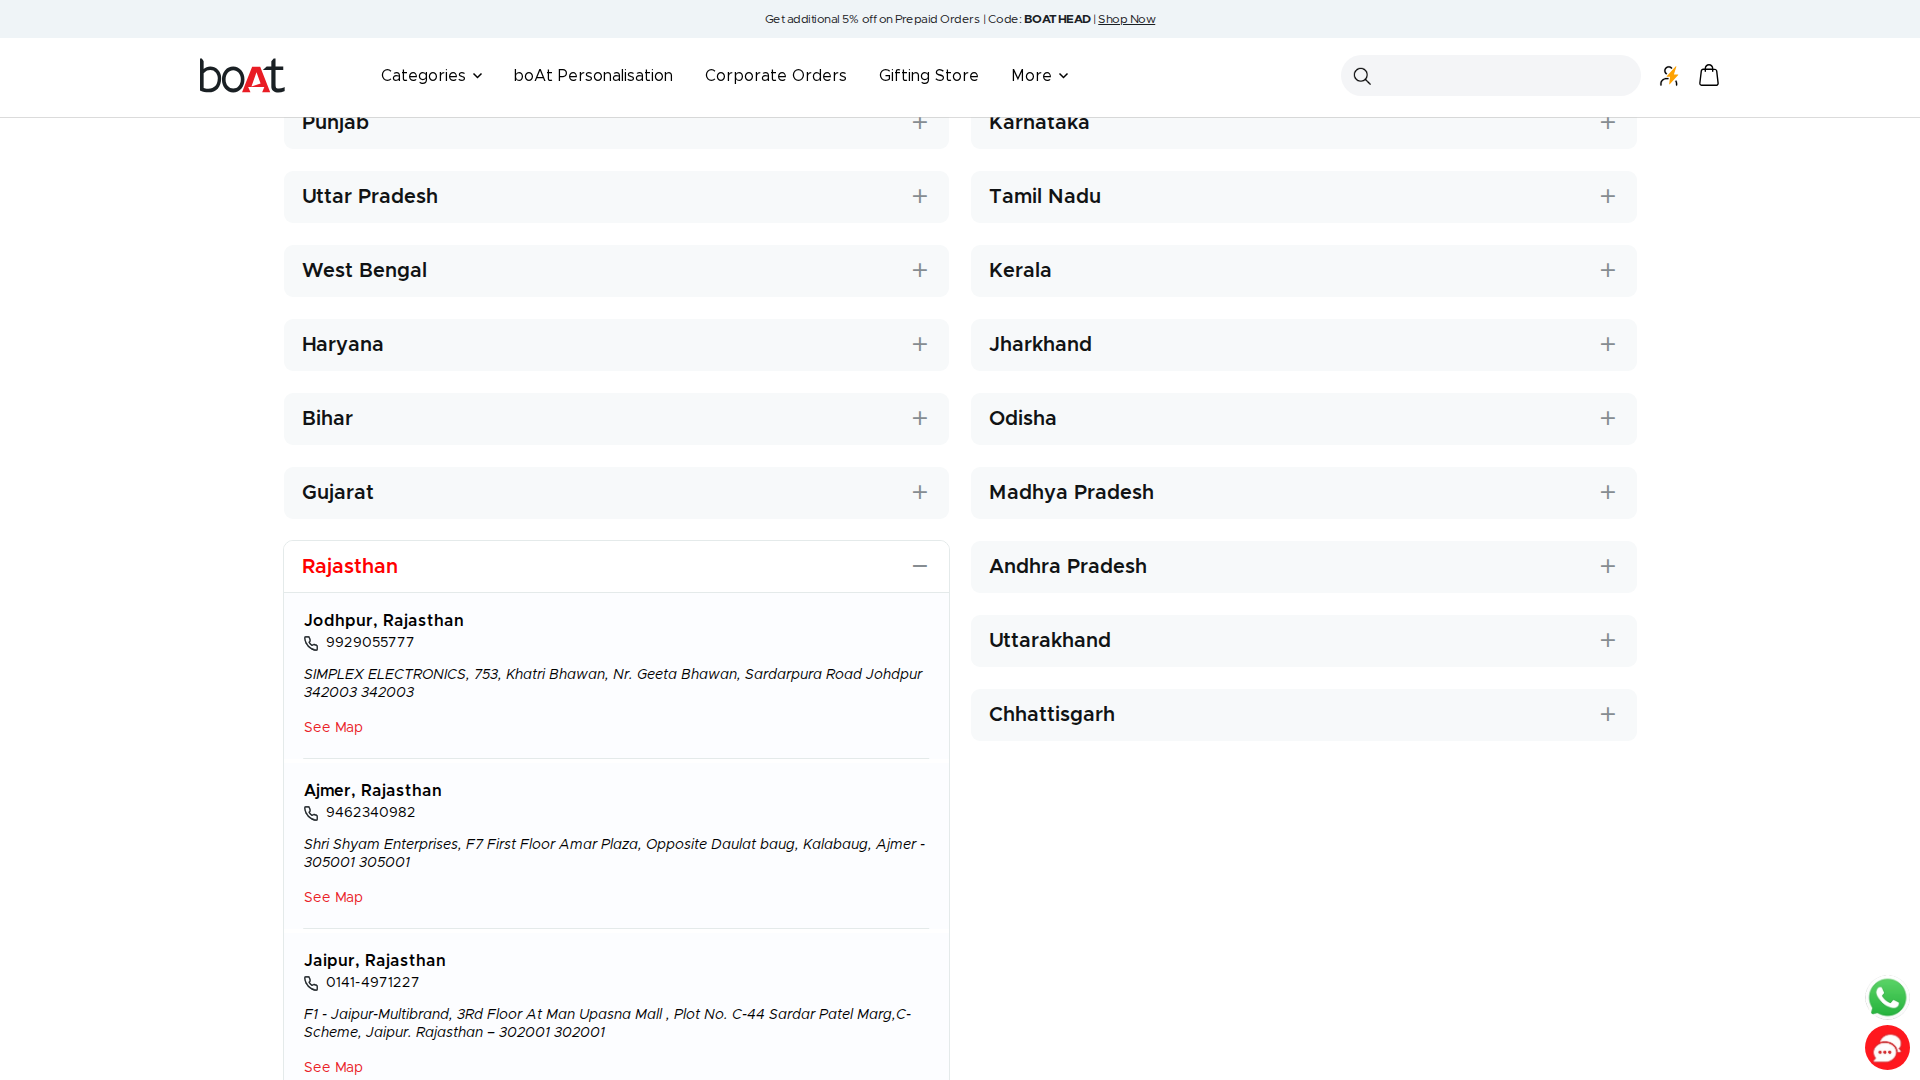 Get additional 5% off on Prepaid Orders | Code: BOATHEAD | Shop Now
boAt
Categories
boAt Personalisation
Corporate Orders
Gifting Store
More
Punjab
Karnataka
Uttar Pradesh
Tamil Nadu
West Bengal
Kerala
Haryana
Jharkhand
Bihar
Odisha
Gujarat
Madhya Pradesh
Rajasthan
Andhra Pradesh
Jodhpur, Rajasthan
9929055777
SIMPLEX ELECTRONICS, 753, Khatri Bhawan, Nr. Geeta Bhawan, Sardarpura Road Johdpur
342003 342003
See Map
Uttarakhand
Chhattisgarh
Ajmer, Rajasthan
9462340982
Shri Shyam Enterprises, F7 First Floor Amar Plaza, Opposite Daulat baug, Kalabaug, Ajmer -
305001 305001
See Map
Jaipur, Rajasthan
0141-4971227
F1 - Jaipur-Multibrand, 3Rd Floor At Man Upasna Mall , Plot No. C-44 Sardar Patel Marg,C-
Scheme, Jaipur. Rajasthan – 302001 302001
See Map